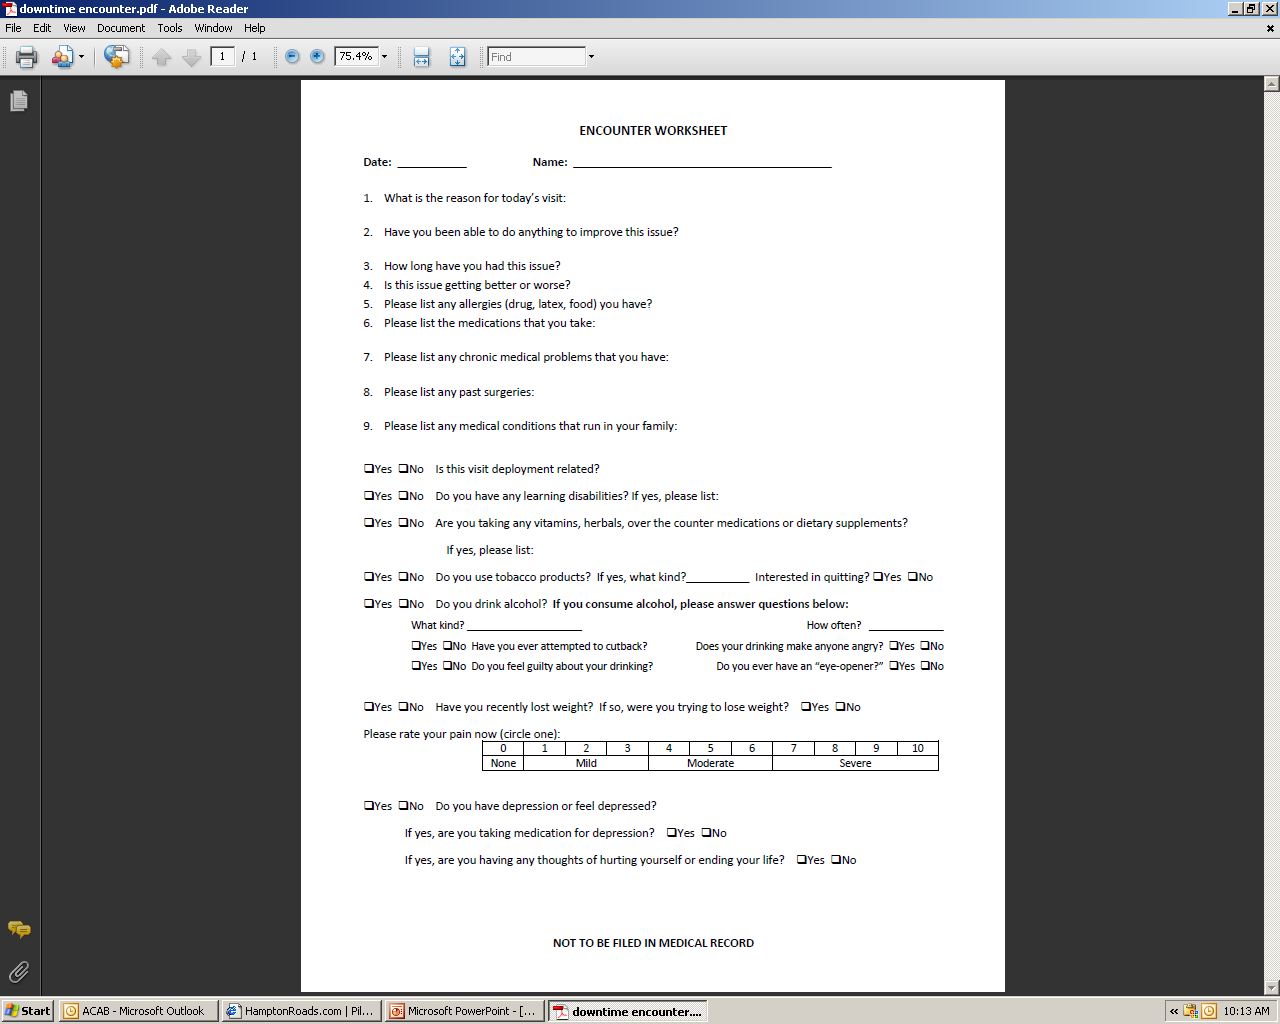 downtime encounter.pdf - Adobe Reader
File Edit View Document Tools Window Help
1 / 1 75.4% Find
ENCOUNTER WORKSHEET
Date: ___________ Name: ___________________________________________
1. What is the reason for today's visit:
2. Have you been able to do anything to improve this issue?
3. How long have you had this issue?
4. Is this issue getting better or worse?
5. Please list any allergies (drug, latex, food) you have?
6. Please list the medications that you take:
7. Please list any chronic medical problems that you have:
8. Please list any past surgeries:
9. Please list any medical conditions that run in your family:
❑Yes ❑No Is this visit deployment related?
❑Yes ❑No Do you have any learning disabilities? If yes, please list:
❑Yes ❑No Are you taking any vitamins, herbals, over the counter medications or dietary supplements?
If yes, please list:
❑Yes ❑No Do you use tobacco products? If yes, what kind?__________ Interested in quitting? ❑Yes ❑No
❑Yes ❑No Do you drink alcohol? If you consume alcohol, please answer questions below:
What kind? ____________________ How often? _____________
❑Yes ❑No Have you ever attempted to cutback? Does your drinking make anyone angry? ❑Yes ❑No
❑Yes ❑No Do you feel guilty about your drinking? Do you ever have an “eye-opener?” ❑Yes ❑No
❑Yes ❑No Have you recently lost weight? If so, were you trying to lose weight? ❑Yes ❑No
Please rate your pain now (circle one):
0 1 2 3 4 5 6 7 8 9 10
None Mild Moderate Severe
❑Yes ❑No Do you have depression or feel depressed?
If yes, are you taking medication for depression? ❑Yes ❑No
If yes, are you having any thoughts of hurting yourself or ending your life? ❑Yes ❑No
NOT TO BE FILED IN MEDICAL RECORD
Start ACAB - Microsoft Outlook HamptonRoads.com | Pil... Microsoft PowerPoint - [... downtime encounter.... « 10:13 AM